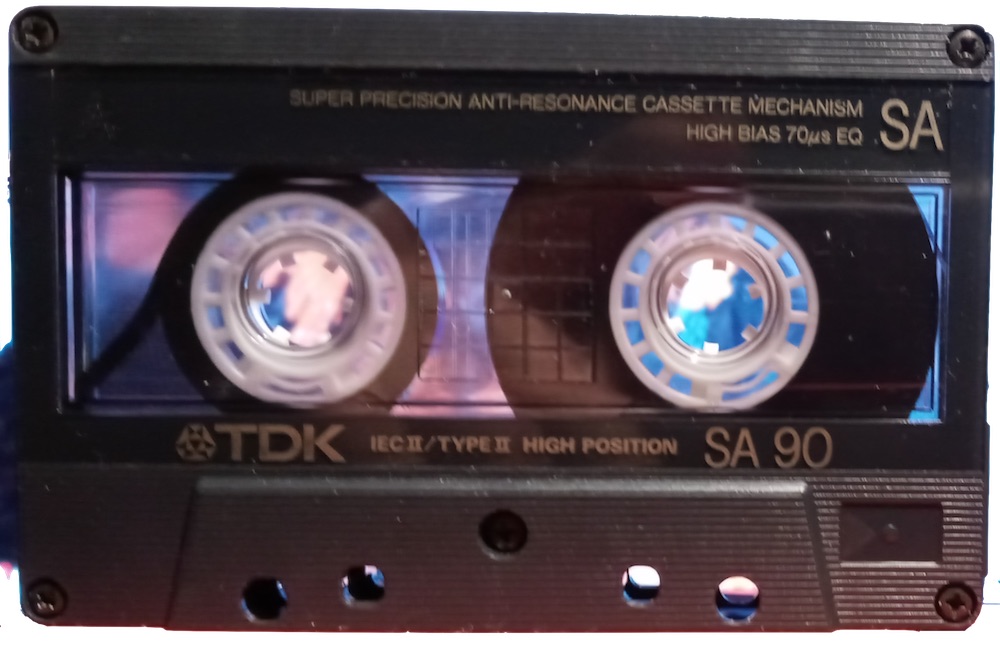 SUPER PRECISION ANTI-RESONANCE CASSETTE MECHANISM
HIGH BIAS 70µs EQ SA
TDK IEC II/TYPE II HIGH POSITION SA 90